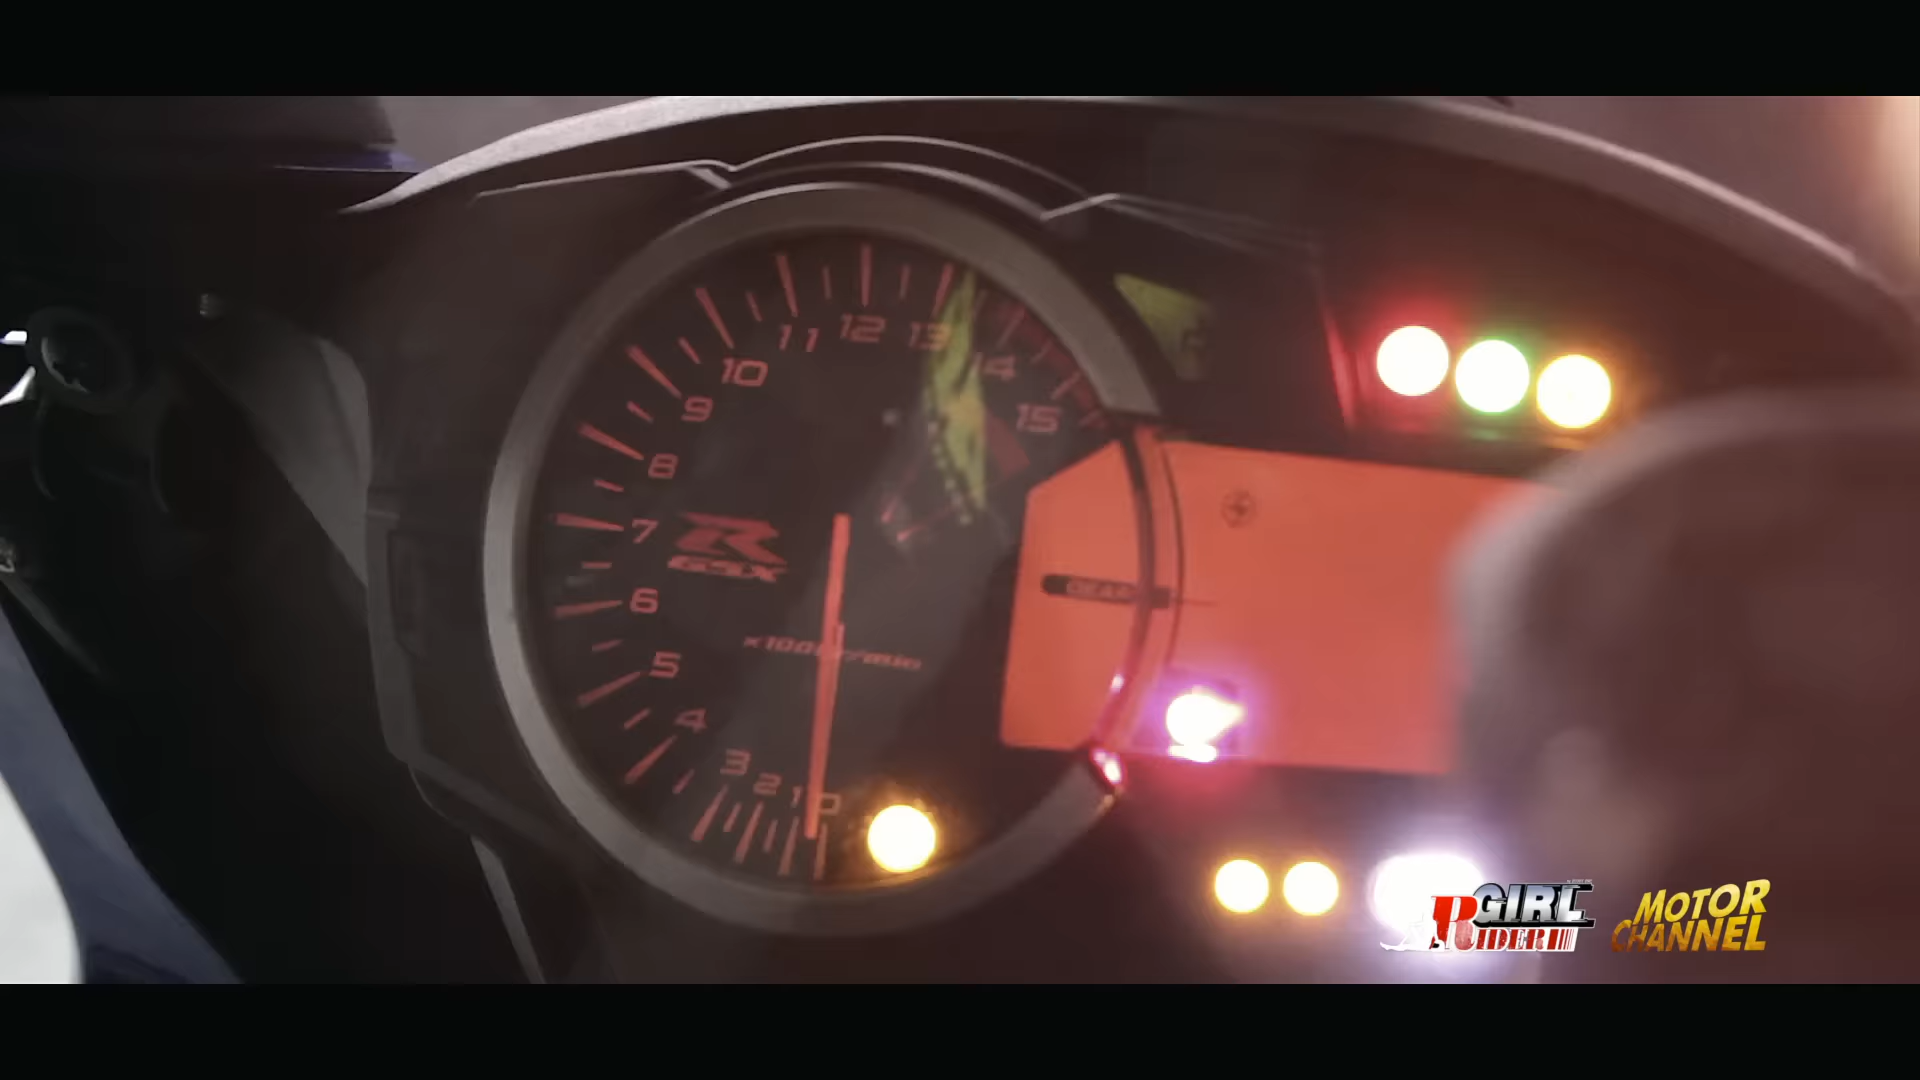 11 12 13
10 14
9 15
8
7
R
GSX
6
GEAR
x1000r/min
5
4
3
2 1 0
GIRL
RIDER
MOTOR
CHANNEL